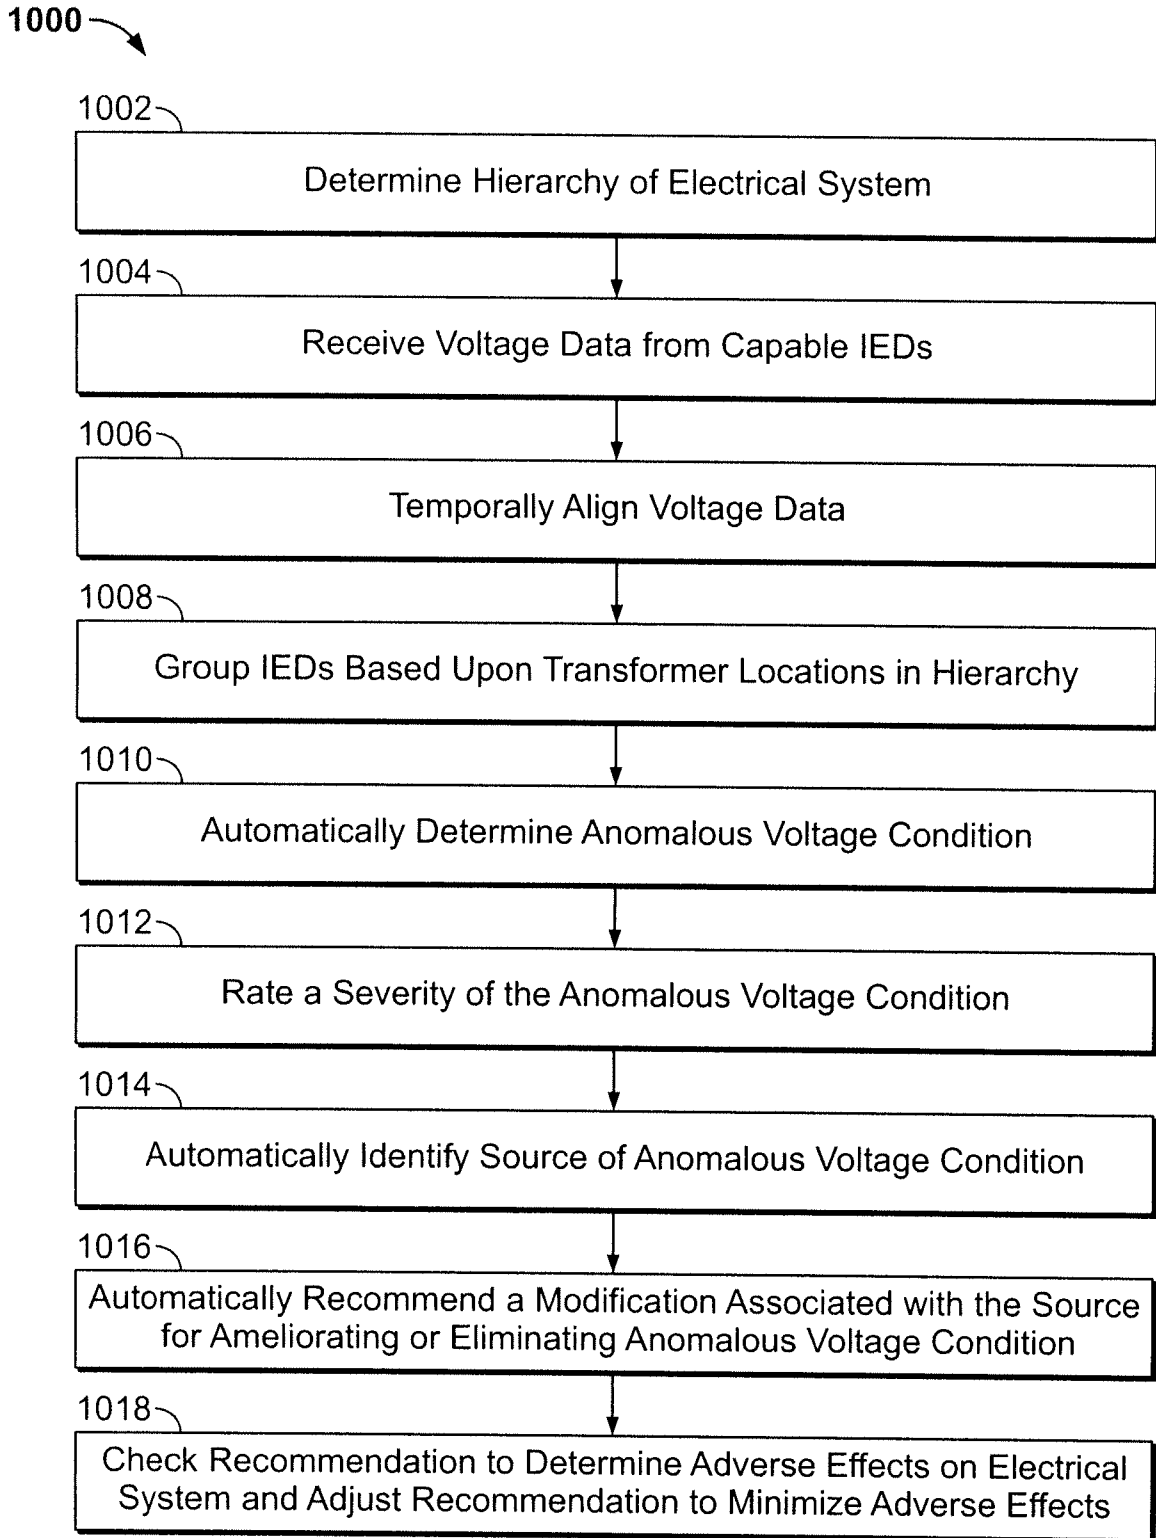 1000
1002
Determine Hierarchy of Electrical System
1004
Receive Voltage Data from Capable IEDs
1006
Temporally Align Voltage Data
1008
Group IEDs Based Upon Transformer Locations in Hierarchy
1010
Automatically Determine Anomalous Voltage Condition
1012
Rate a Severity of the Anomalous Voltage Condition
1014
Automatically Identify Source of Anomalous Voltage Condition
1016
Automatically Recommend a Modification Associated with the Source
for Ameliorating or Eliminating Anomalous Voltage Condition
1018
Check Recommendation to Determine Adverse Effects on Electrical
System and Adjust Recommendation to Minimize Adverse Effects